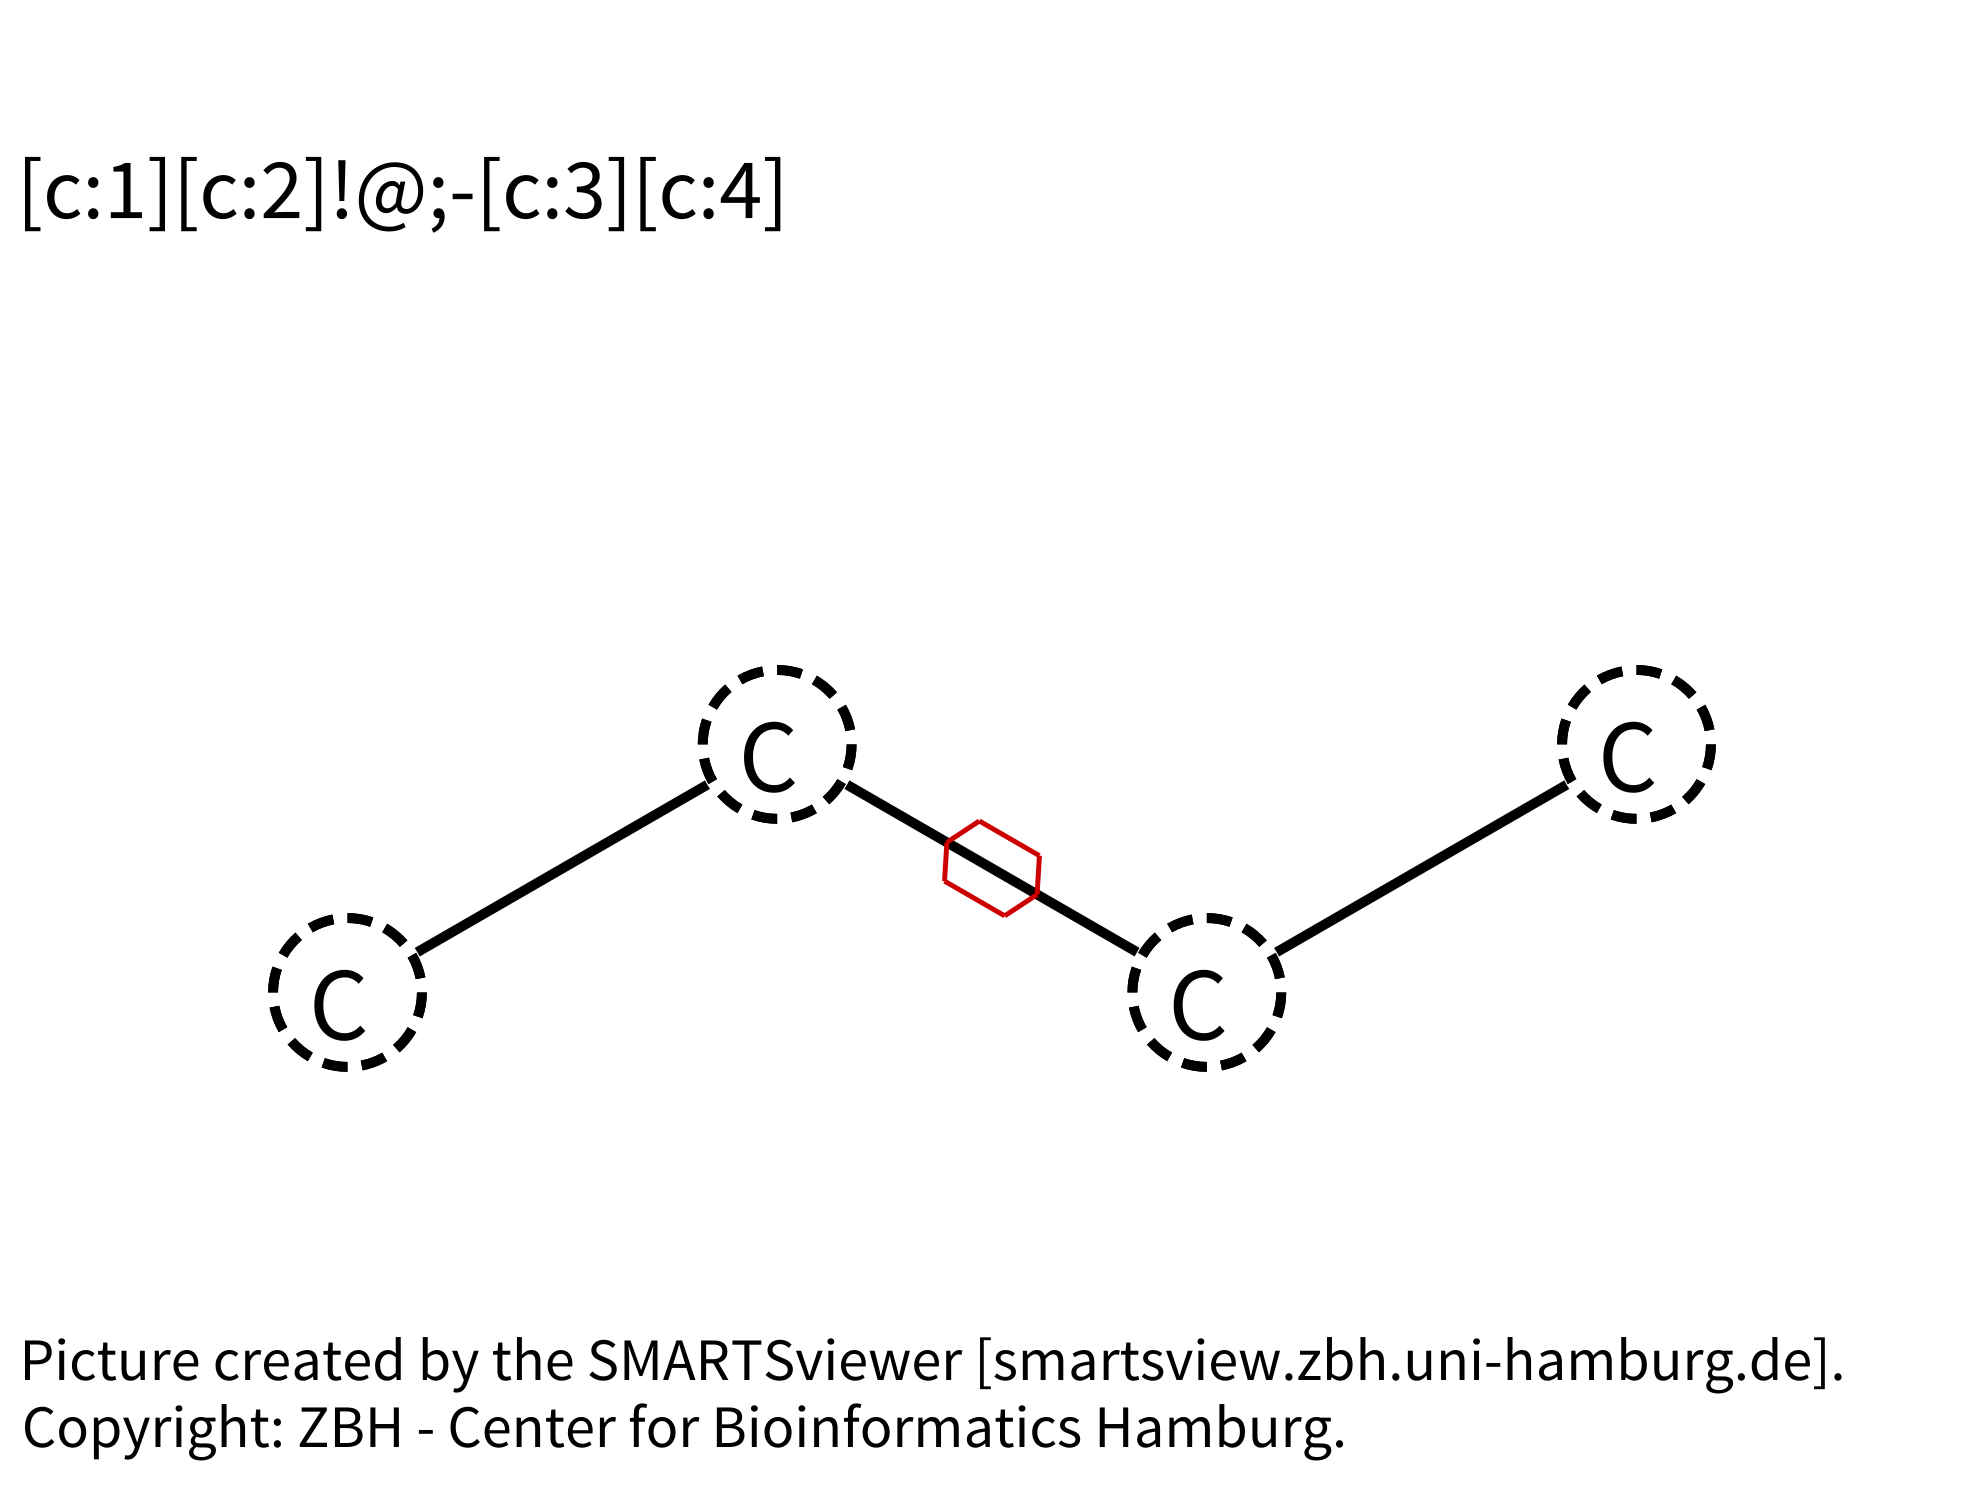 [c:1][c:2]!@;-[c:3][c:4]
C C
C C
Picture created by the SMARTSviewer [smartsview.zbh.uni-hamburg.de].
Copyright: ZBH - Center for Bioinformatics Hamburg.